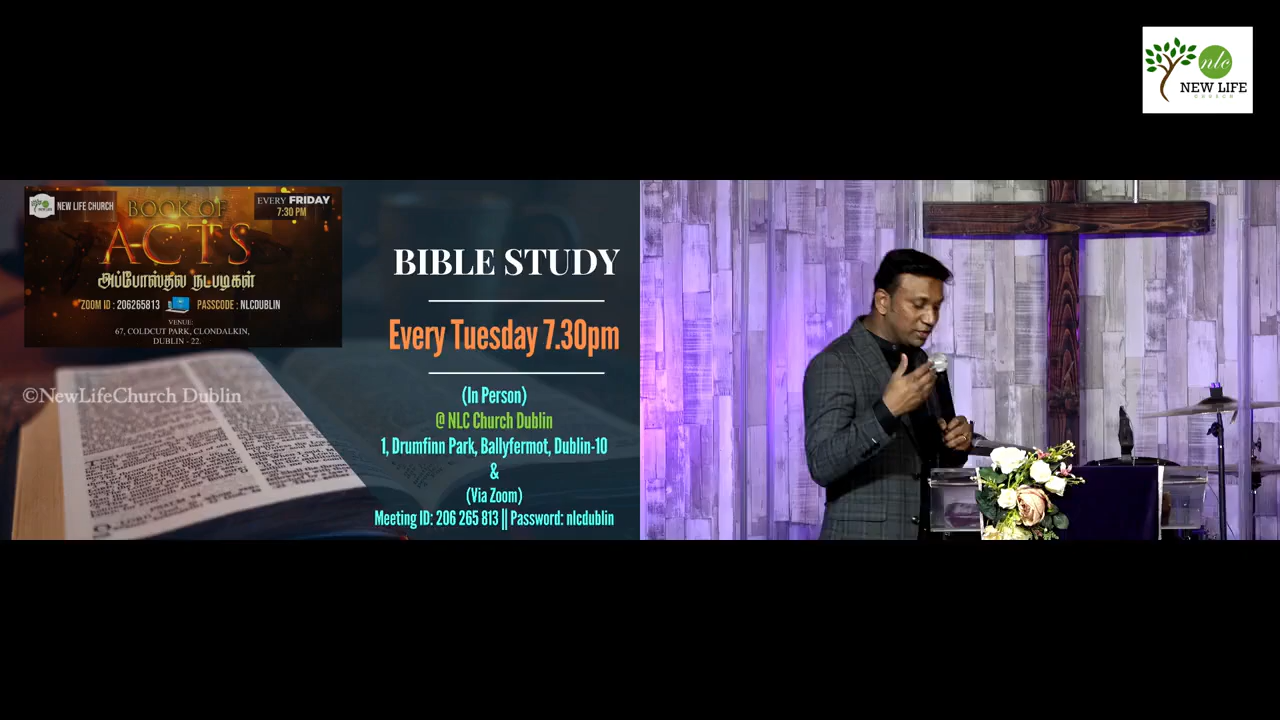 nlc
NEW LIFE
CHURCH
NEW LIFE CHURCH
EVERY FRIDAY
7:30 PM
BOOK OF
ACTS
அப்போஸ்தல நடபடிகள்
ZOOM ID : 206265813
PASSCODE : NLCDUBLIN
VENUE:
67, COLDCUT PARK, CLONDALKIN,
DUBLIN - 22.
©NewLifeChurch Dublin
BIBLE STUDY
Every Tuesday 7.30pm
(In Person)
@ NLC Church Dublin
1, Drumfinn Park, Ballyfermot, Dublin-10
&
(Via Zoom)
Meeting ID: 206 265 813 || Password: nlcdublin